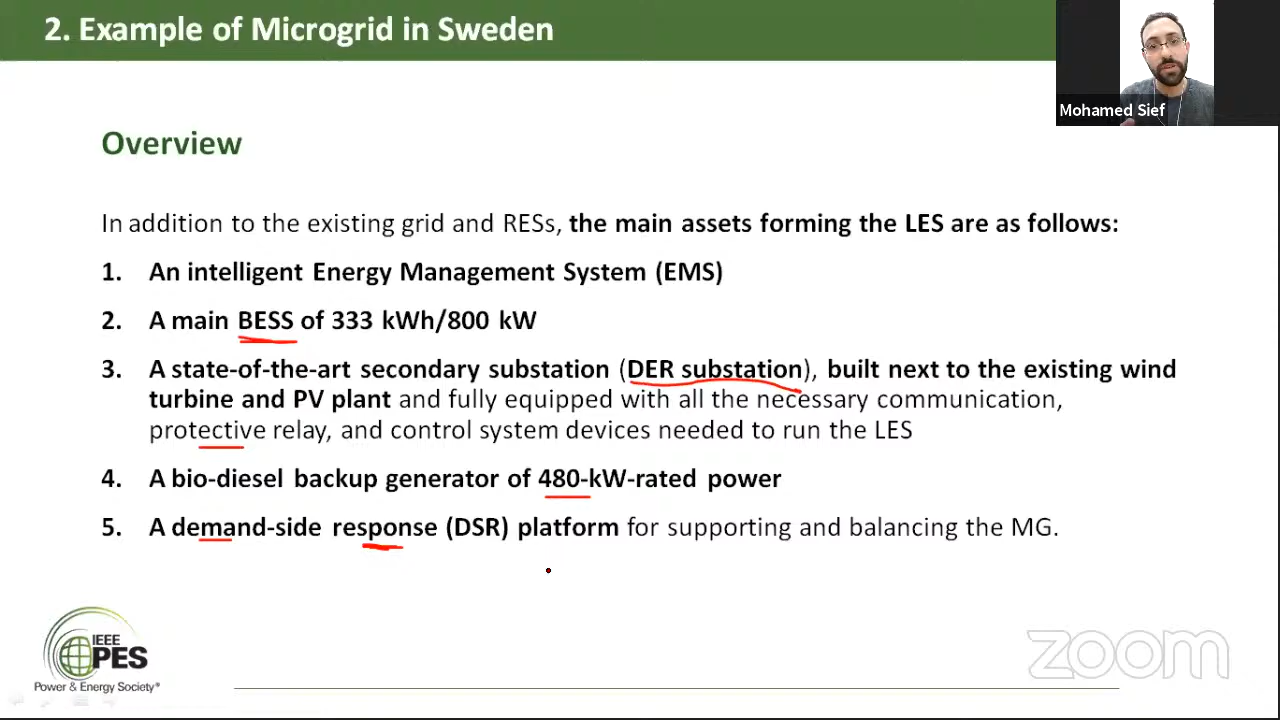 2. Example of Microgrid in Sweden
Mohamed Sief
Overview
In addition to the existing grid and RESs, the main assets forming the LES are as follows:
1. An intelligent Energy Management System (EMS)
2. A main BESS of 333 kWh/800 kW
3. A state-of-the-art secondary substation (DER substation), built next to the existing wind
turbine and PV plant and fully equipped with all the necessary communication,
protective relay, and control system devices needed to run the LES
4. A bio-diesel backup generator of 480-kW-rated power
5. A demand-side response (DSR) platform for supporting and balancing the MG.
IEEE
PES
Power & Energy Society®
zoom